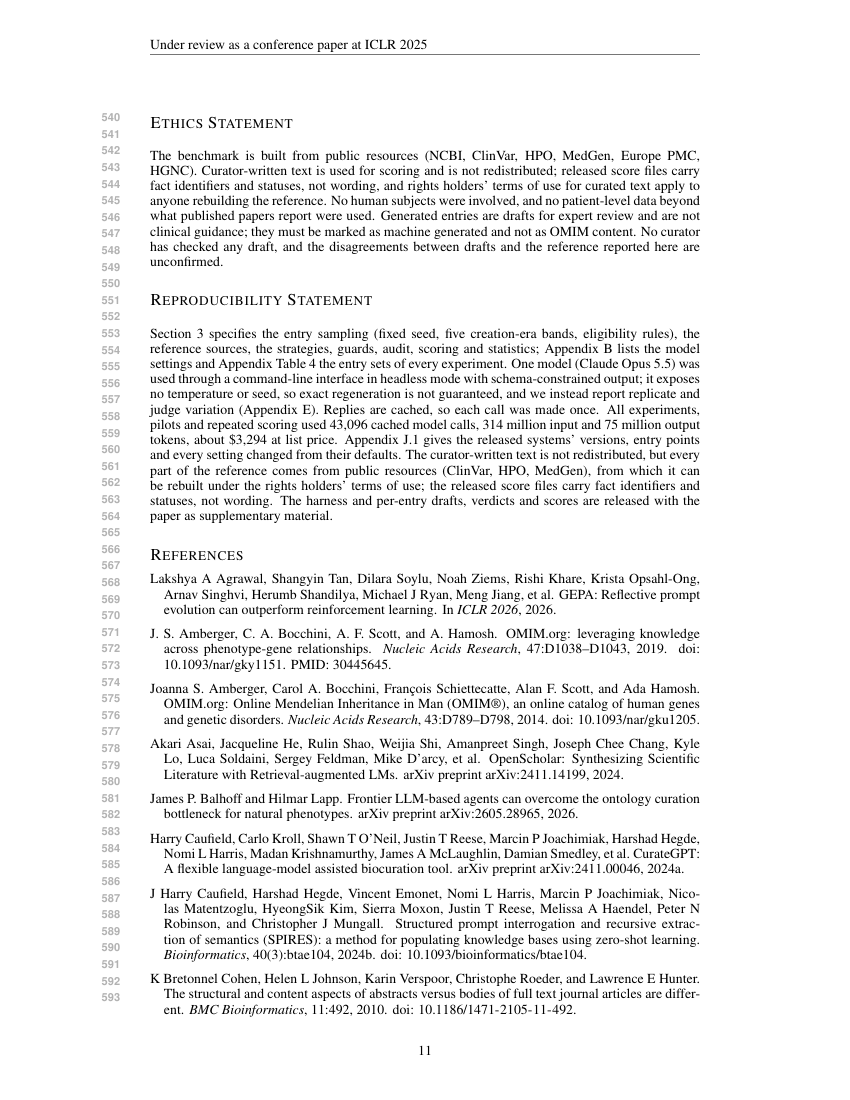 Under review as a conference paper at ICLR 2025
540
541
542
543
544
545
546
547
548
549
550
551
552
553
554
555
556
557
558
559
560
561
562
563
564
565
566
567
568
569
570
571
572
573
574
575
576
577
578
579
580
581
582
583
584
585
586
587
588
589
590
591
592
593
ETHICS STATEMENT
The benchmark is built from public resources (NCBI, ClinVar, HPO, MedGen, Europe PMC,
HGNC). Curator-written text is used for scoring and is not redistributed; released score files carry
fact identifiers and statuses, not wording, and rights holders' terms of use for curated text apply to
anyone rebuilding the reference. No human subjects were involved, and no patient-level data beyond
what published papers report were used. Generated entries are drafts for expert review and are not
clinical guidance; they must be marked as machine generated and not as OMIM content. No curator
has checked any draft, and the disagreements between drafts and the reference reported here are
unconfirmed.
REPRODUCIBILITY STATEMENT
Section 3 specifies the entry sampling (fixed seed, five creation-era bands, eligibility rules), the
reference sources, the strategies, guards, audit, scoring and statistics; Appendix B lists the model
settings and Appendix Table 4 the entry sets of every experiment. One model (Claude Opus 5.5) was
used through a command-line interface in headless mode with schema-constrained output; it exposes
no temperature or seed, so exact regeneration is not guaranteed, and we instead report replicate and
judge variation (Appendix E). Replies are cached, so each call was made once. All experiments,
pilots and repeated scoring used 43,096 cached model calls, 314 million input and 75 million output
tokens, about $3,294 at list price. Appendix J.1 gives the released systems' versions, entry points
and every setting changed from their defaults. The curator-written text is not redistributed, but every
part of the reference comes from public resources (ClinVar, HPO, MedGen), from which it can
be rebuilt under the rights holders' terms of use; the released score files carry fact identifiers and
statuses, not wording. The harness and per-entry drafts, verdicts and scores are released with the
paper as supplementary material.
REFERENCES
Lakshya A Agrawal, Shangyin Tan, Dilara Soylu, Noah Ziems, Rishi Khare, Krista Opsahl-Ong,
Arnav Singhvi, Herumb Shandilya, Michael J Ryan, Meng Jiang, et al. GEPA: Reflective prompt
evolution can outperform reinforcement learning. In ICLR 2026, 2026.
J. S. Amberger, C. A. Bocchini, A. F. Scott, and A. Hamosh. OMIM.org: leveraging knowledge
across phenotype-gene relationships. Nucleic Acids Research, 47:D1038–D1043, 2019. doi:
10.1093/nar/gky1151. PMID: 30445645.
Joanna S. Amberger, Carol A. Bocchini, François Schiettecatte, Alan F. Scott, and Ada Hamosh.
OMIM.org: Online Mendelian Inheritance in Man (OMIM®), an online catalog of human genes
and genetic disorders. Nucleic Acids Research, 43:D789–D798, 2014. doi: 10.1093/nar/gku1205.
Akari Asai, Jacqueline He, Rulin Shao, Weijia Shi, Amanpreet Singh, Joseph Chee Chang, Kyle
Lo, Luca Soldaini, Sergey Feldman, Mike D'arcy, et al. OpenScholar: Synthesizing Scientific
Literature with Retrieval-augmented LMs. arXiv preprint arXiv:2411.14199, 2024.
James P. Balhoff and Hilmar Lapp. Frontier LLM-based agents can overcome the ontology curation
bottleneck for natural phenotypes. arXiv preprint arXiv:2605.28965, 2026.
Harry Caufield, Carlo Kroll, Shawn T O'Neil, Justin T Reese, Marcin P Joachimiak, Harshad Hegde,
Nomi L Harris, Madan Krishnamurthy, James A McLaughlin, Damian Smedley, et al. CurateGPT:
A flexible language-model assisted biocuration tool. arXiv preprint arXiv:2411.00046, 2024a.
J Harry Caufield, Harshad Hegde, Vincent Emonet, Nomi L Harris, Marcin P Joachimiak, Nico-
las Matentzoglu, HyeongSik Kim, Sierra Moxon, Justin T Reese, Melissa A Haendel, Peter N
Robinson, and Christopher J Mungall. Structured prompt interrogation and recursive extrac-
tion of semantics (SPIRES): a method for populating knowledge bases using zero-shot learning.
Bioinformatics, 40(3):btae104, 2024b. doi: 10.1093/bioinformatics/btae104.
K Bretonnel Cohen, Helen L Johnson, Karin Verspoor, Christophe Roeder, and Lawrence E Hunter.
The structural and content aspects of abstracts versus bodies of full text journal articles are differ-
ent. BMC Bioinformatics, 11:492, 2010. doi: 10.1186/1471-2105-11-492.
11